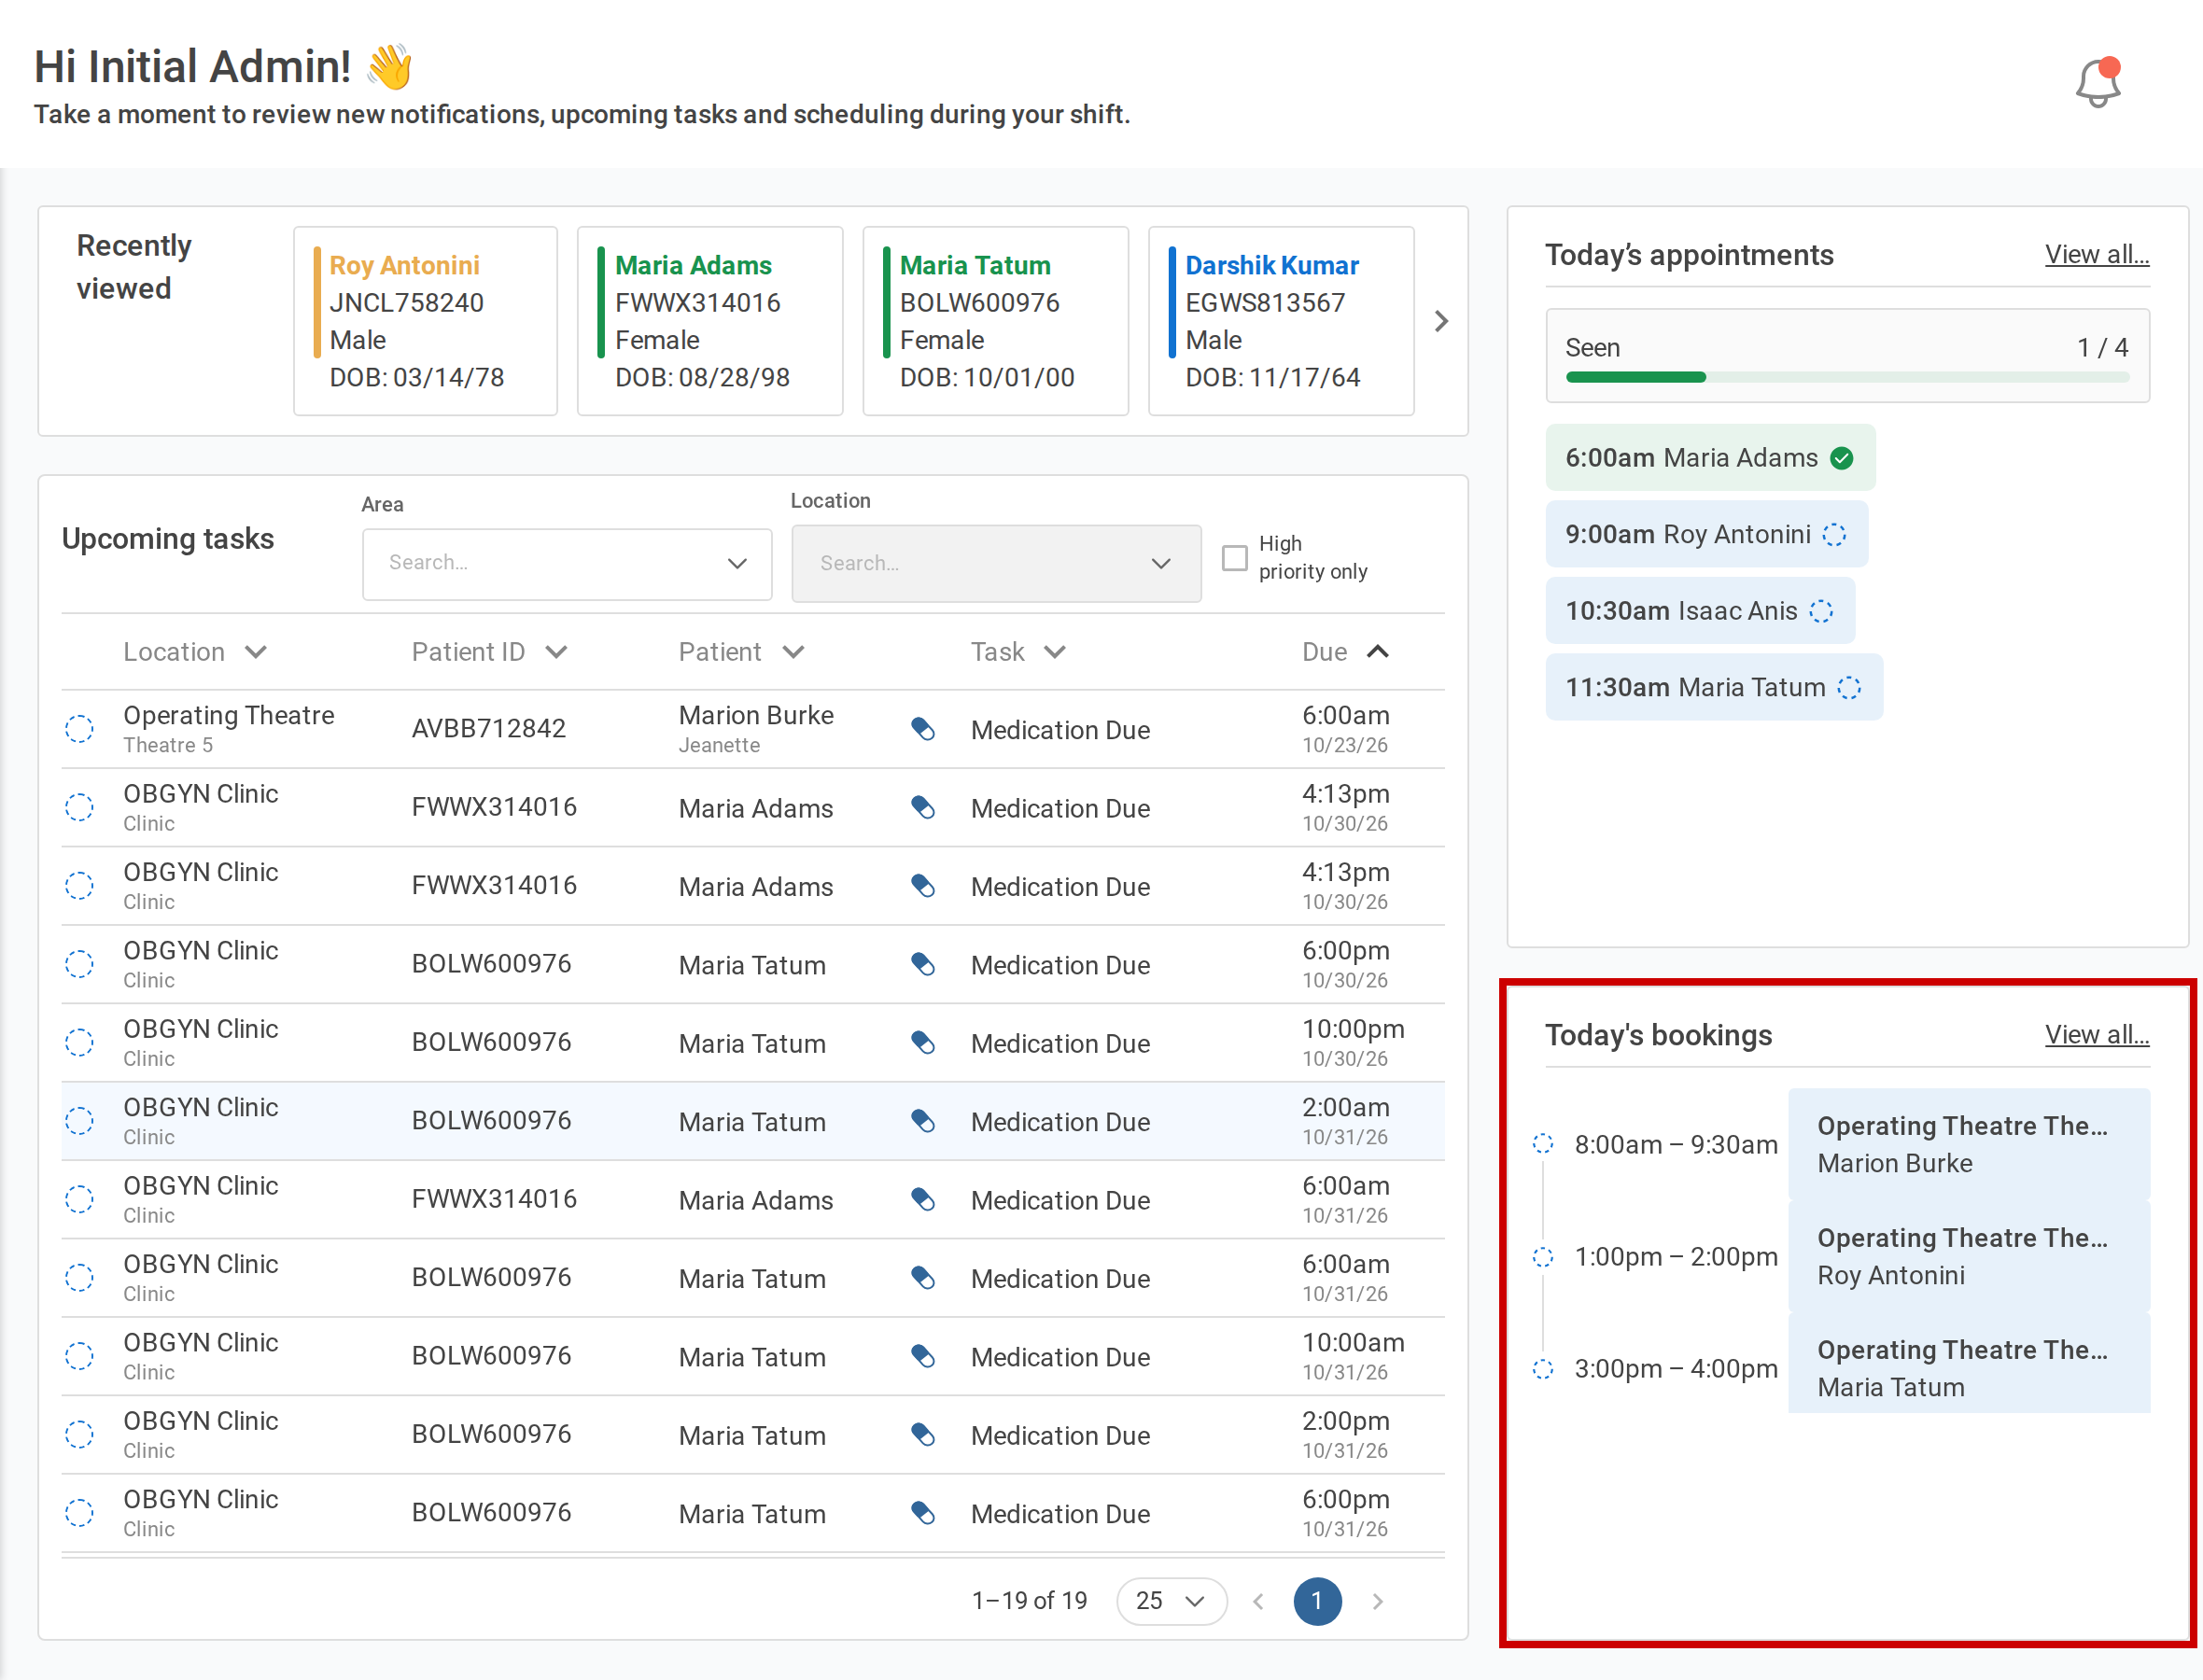 Hi Initial Admin! 👋
Take a moment to review new notifications, upcoming tasks and scheduling during your shift.
Recently
viewed
Roy Antonini
JNCL758240
Male
DOB: 03/14/78
Maria Adams
FWWX314016
Female
DOB: 08/28/98
Maria Tatum
BOLW600976
Female
DOB: 10/01/00
Darshik Kumar
EGWS813567
Male
DOB: 11/17/64
Upcoming tasks
Area
Search...
Location
Search...
High
priority only
Location Patient ID Patient Task Due
Operating Theatre AVBB712842 Marion Burke Medication Due 6:00am
Theatre 5 Jeanette 10/23/26
OBGYN Clinic FWWX314016 Maria Adams Medication Due 4:13pm
Clinic 10/30/26
OBGYN Clinic FWWX314016 Maria Adams Medication Due 4:13pm
Clinic 10/30/26
OBGYN Clinic BOLW600976 Maria Tatum Medication Due 6:00pm
Clinic 10/30/26
OBGYN Clinic BOLW600976 Maria Tatum Medication Due 10:00pm
Clinic 10/30/26
OBGYN Clinic BOLW600976 Maria Tatum Medication Due 2:00am
Clinic 10/31/26
OBGYN Clinic FWWX314016 Maria Adams Medication Due 6:00am
Clinic 10/31/26
OBGYN Clinic BOLW600976 Maria Tatum Medication Due 6:00am
Clinic 10/31/26
OBGYN Clinic BOLW600976 Maria Tatum Medication Due 10:00am
Clinic 10/31/26
OBGYN Clinic BOLW600976 Maria Tatum Medication Due 2:00pm
Clinic 10/31/26
OBGYN Clinic BOLW600976 Maria Tatum Medication Due 6:00pm
Clinic 10/31/26
1–19 of 19 25 1
Today’s appointments View all...
Seen 1 / 4
6:00am Maria Adams
9:00am Roy Antonini
10:30am Isaac Anis
11:30am Maria Tatum
Today's bookings View all...
8:00am – 9:30am Operating Theatre The...
Marion Burke
1:00pm – 2:00pm Operating Theatre The...
Roy Antonini
3:00pm – 4:00pm Operating Theatre The...
Maria Tatum